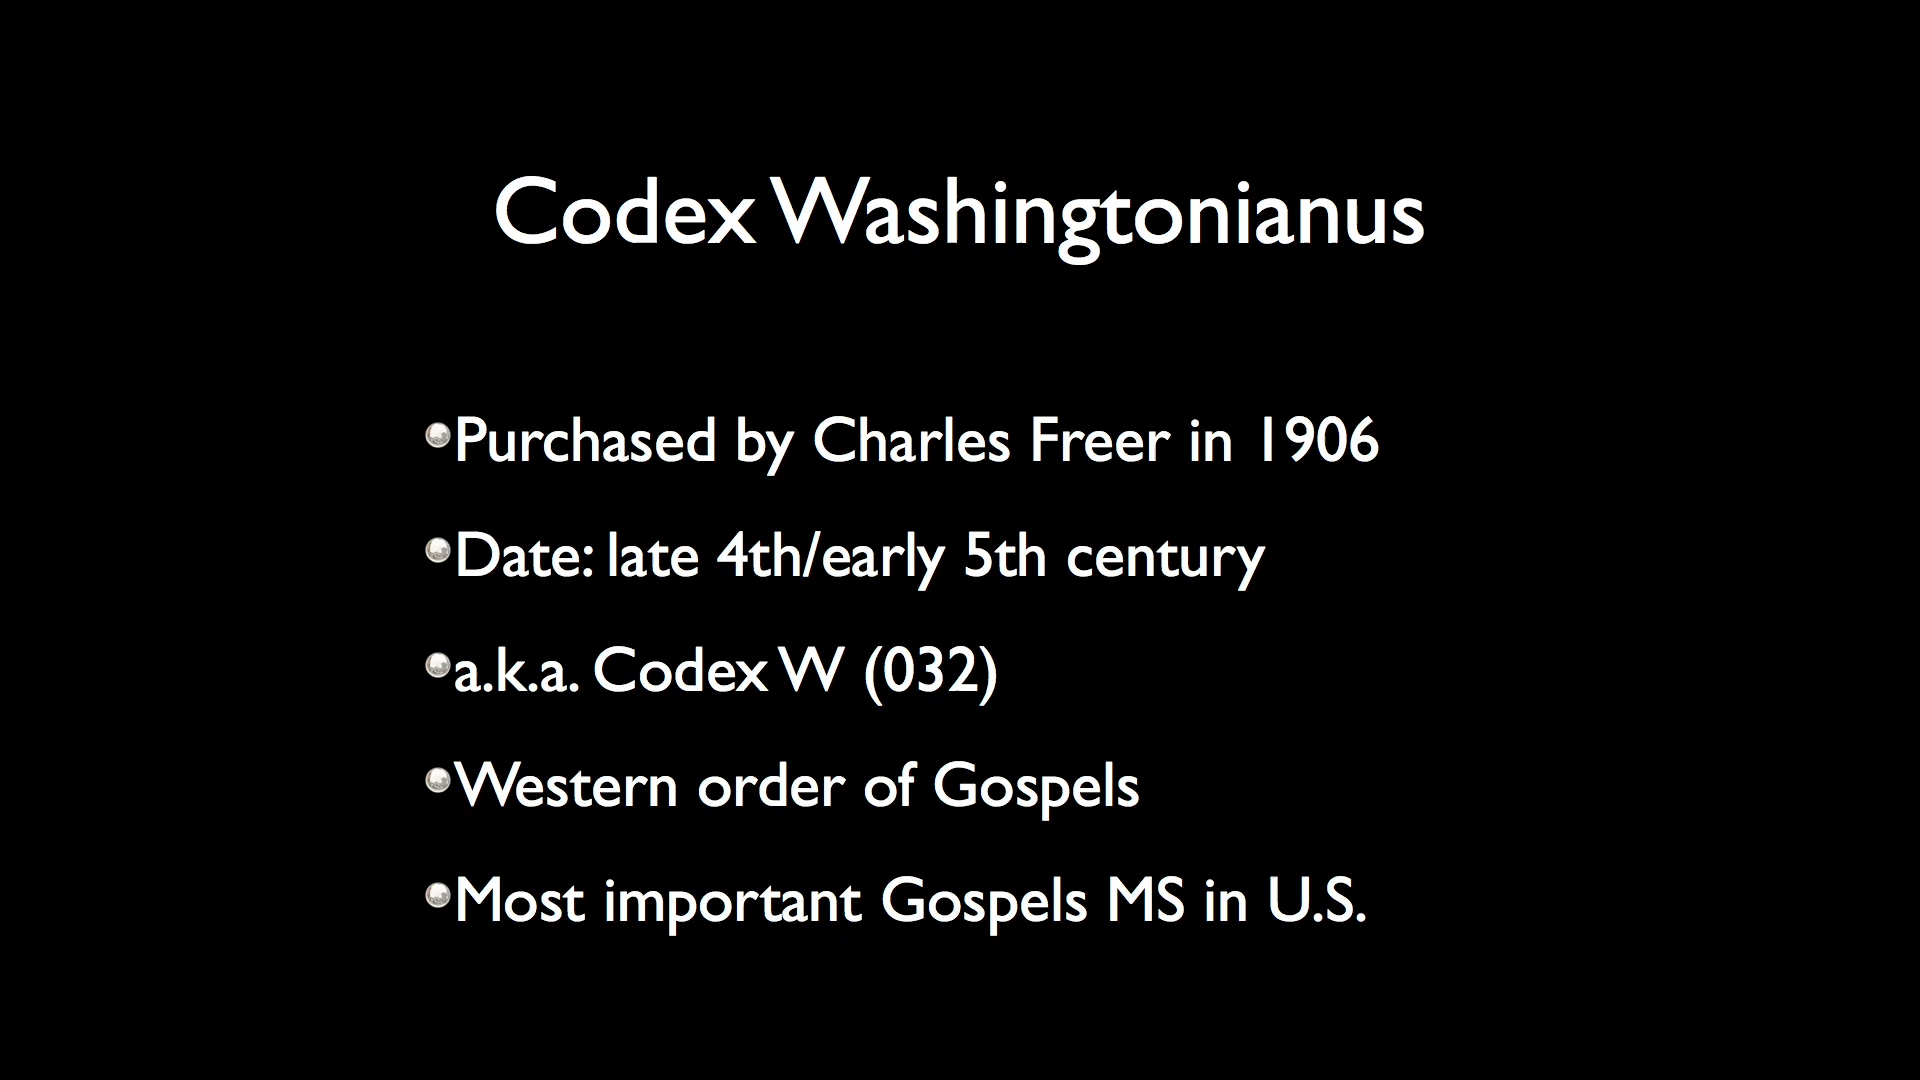 Codex Washingtonianus
•Purchased by Charles Freer in 1906
•Date: late 4th/early 5th century
•a.k.a. Codex W (032)
•Western order of Gospels
•Most important Gospels MS in U.S.